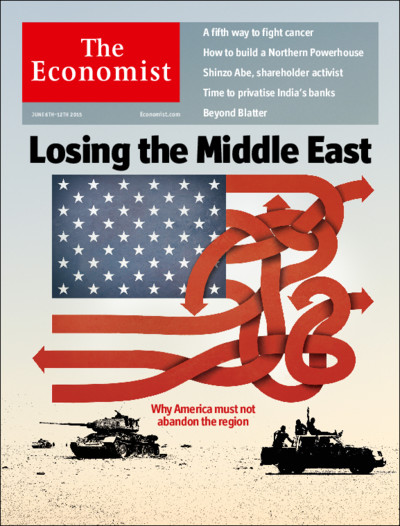 The
Economist
A fifth way to fight cancer
How to build a Northern Powerhouse
Shinzo Abe, shareholder activist
Time to privatise India's banks
Beyond Blatter
JUNE 6TH–12TH 2015
Economist.com
Losing the Middle East
Why America must not
abandon the region